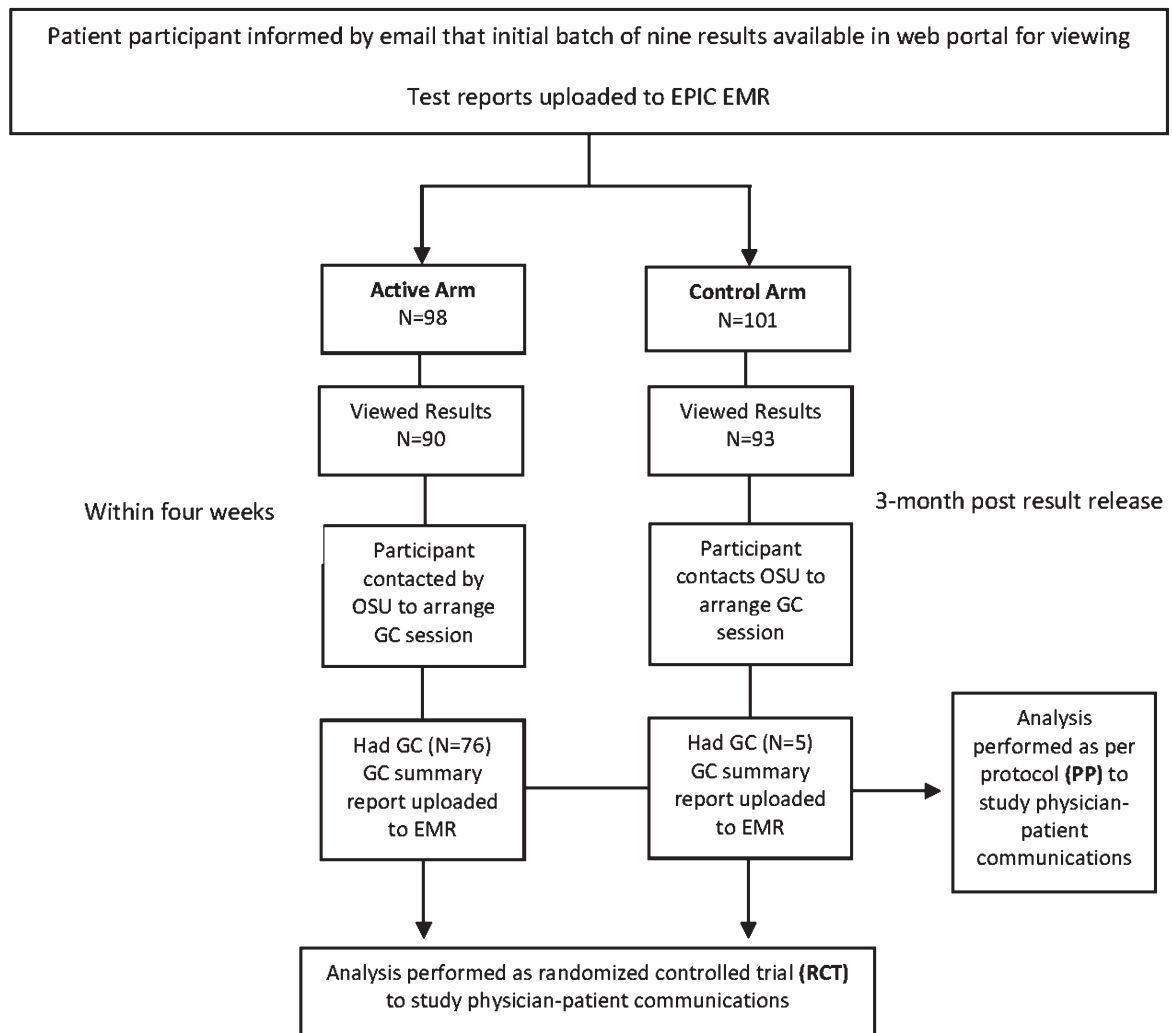 Patient participant informed by email that initial batch of nine results available in web portal for viewing
Test reports uploaded to EPIC EMR
Active Arm
N=98
Control Arm
N=101
Viewed Results
N=90
Viewed Results
N=93
Within four weeks
3-month post result release
Participant
contacted by
OSU to arrange
GC session
Participant
contacts OSU to
arrange GC
session
Had GC (N=76)
GC summary
report uploaded
to EMR
Had GC (N=5)
GC summary
report uploaded
to EMR
Analysis
performed as per
protocol (PP) to
study physician-
patient
communications
Analysis performed as randomized controlled trial (RCT)
to study physician-patient communications